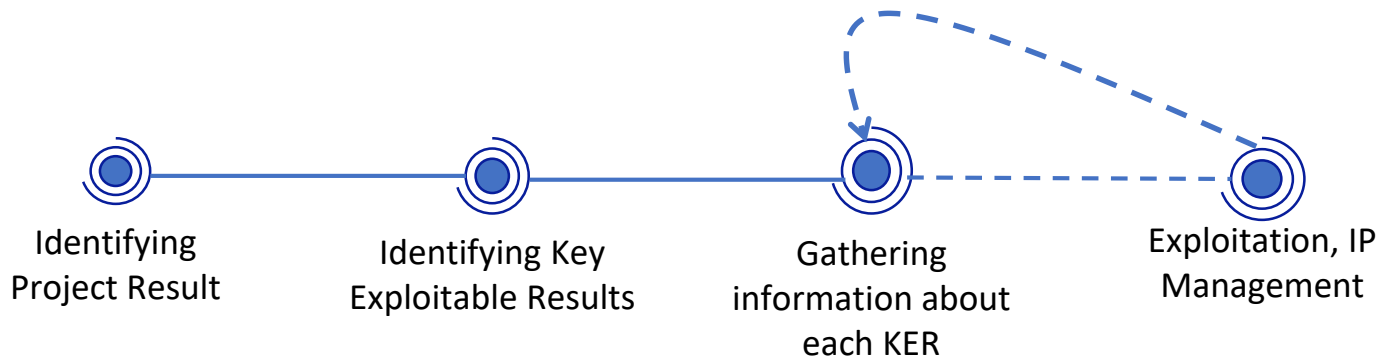 Identifying
Project Result
Identifying Key
Exploitable Results
Gathering
information about
each KER
Exploitation, IP
Management